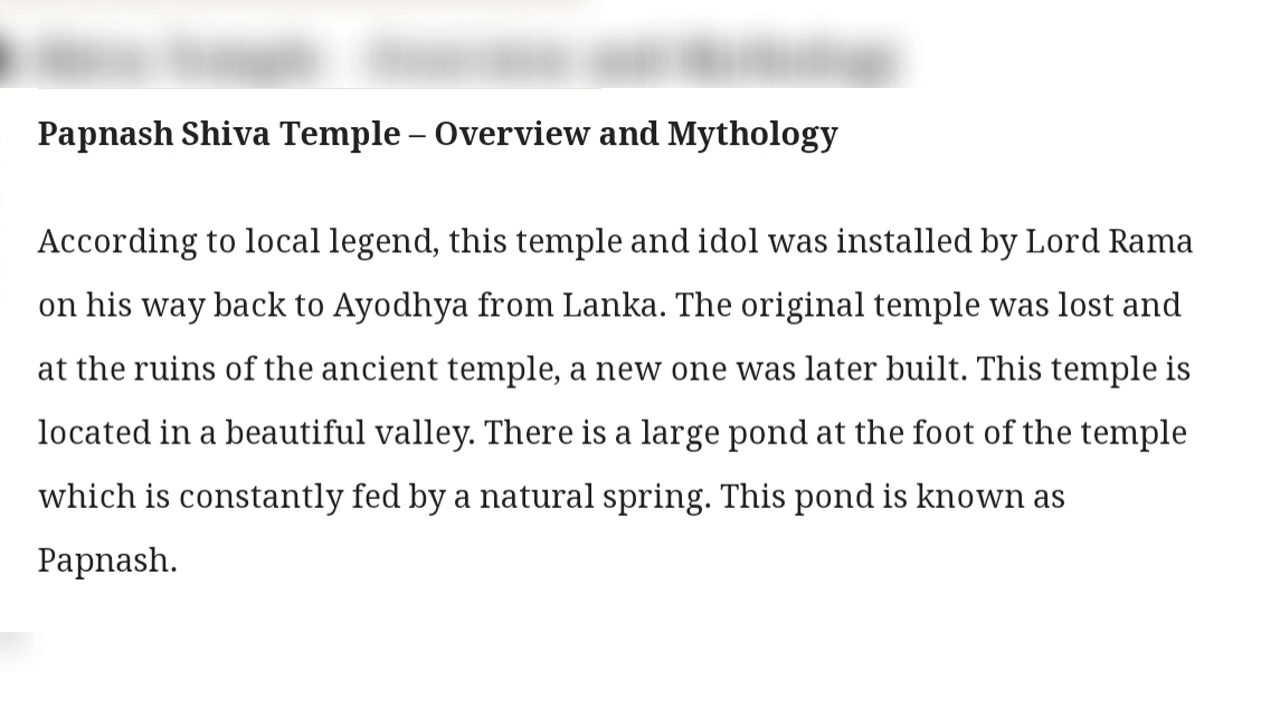 Papnash Shiva Temple – Overview and Mythology
According to local legend, this temple and idol was installed by Lord Rama
on his way back to Ayodhya from Lanka. The original temple was lost and
at the ruins of the ancient temple, a new one was later built. This temple is
located in a beautiful valley. There is a large pond at the foot of the temple
which is constantly fed by a natural spring. This pond is known as
Papnash.